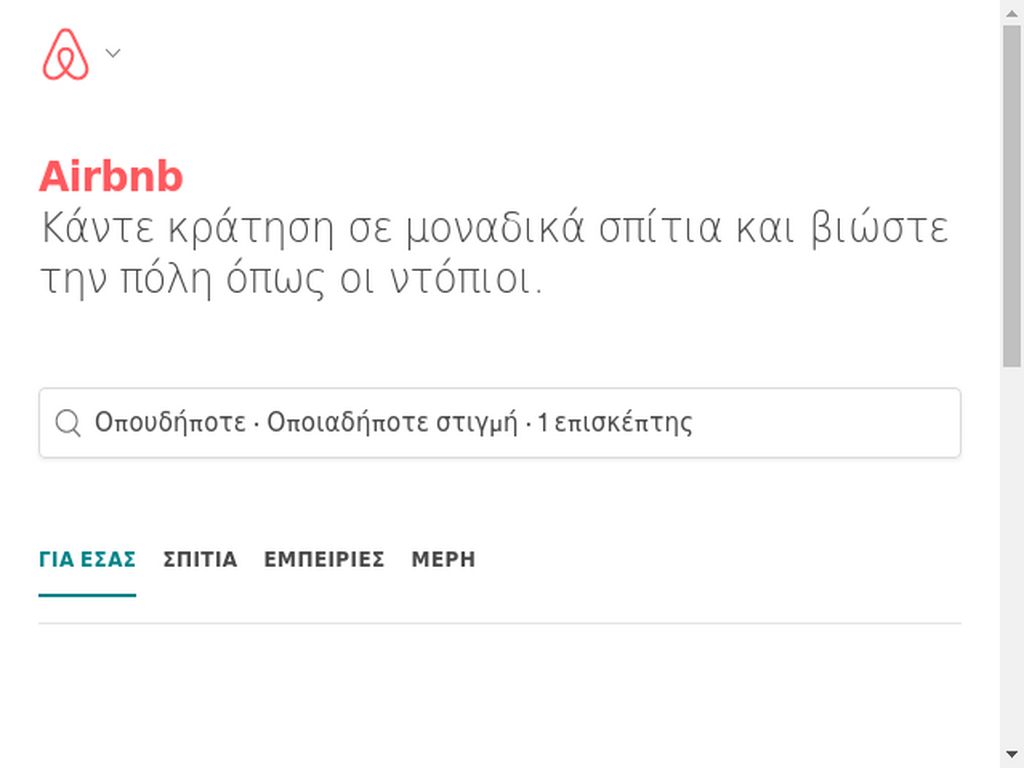 Airbnb
Κάντε κράτηση σε μοναδικά σπίτια και βιώστε
την πόλη όπως οι ντόπιοι.
Οπουδήποτε · Οποιαδήποτε στιγμή · 1 επισκέπτης
ΓΙΑ ΕΣΑΣ ΣΠΙΤΙΑ ΕΜΠΕΙΡΙΕΣ ΜΕΡΗ